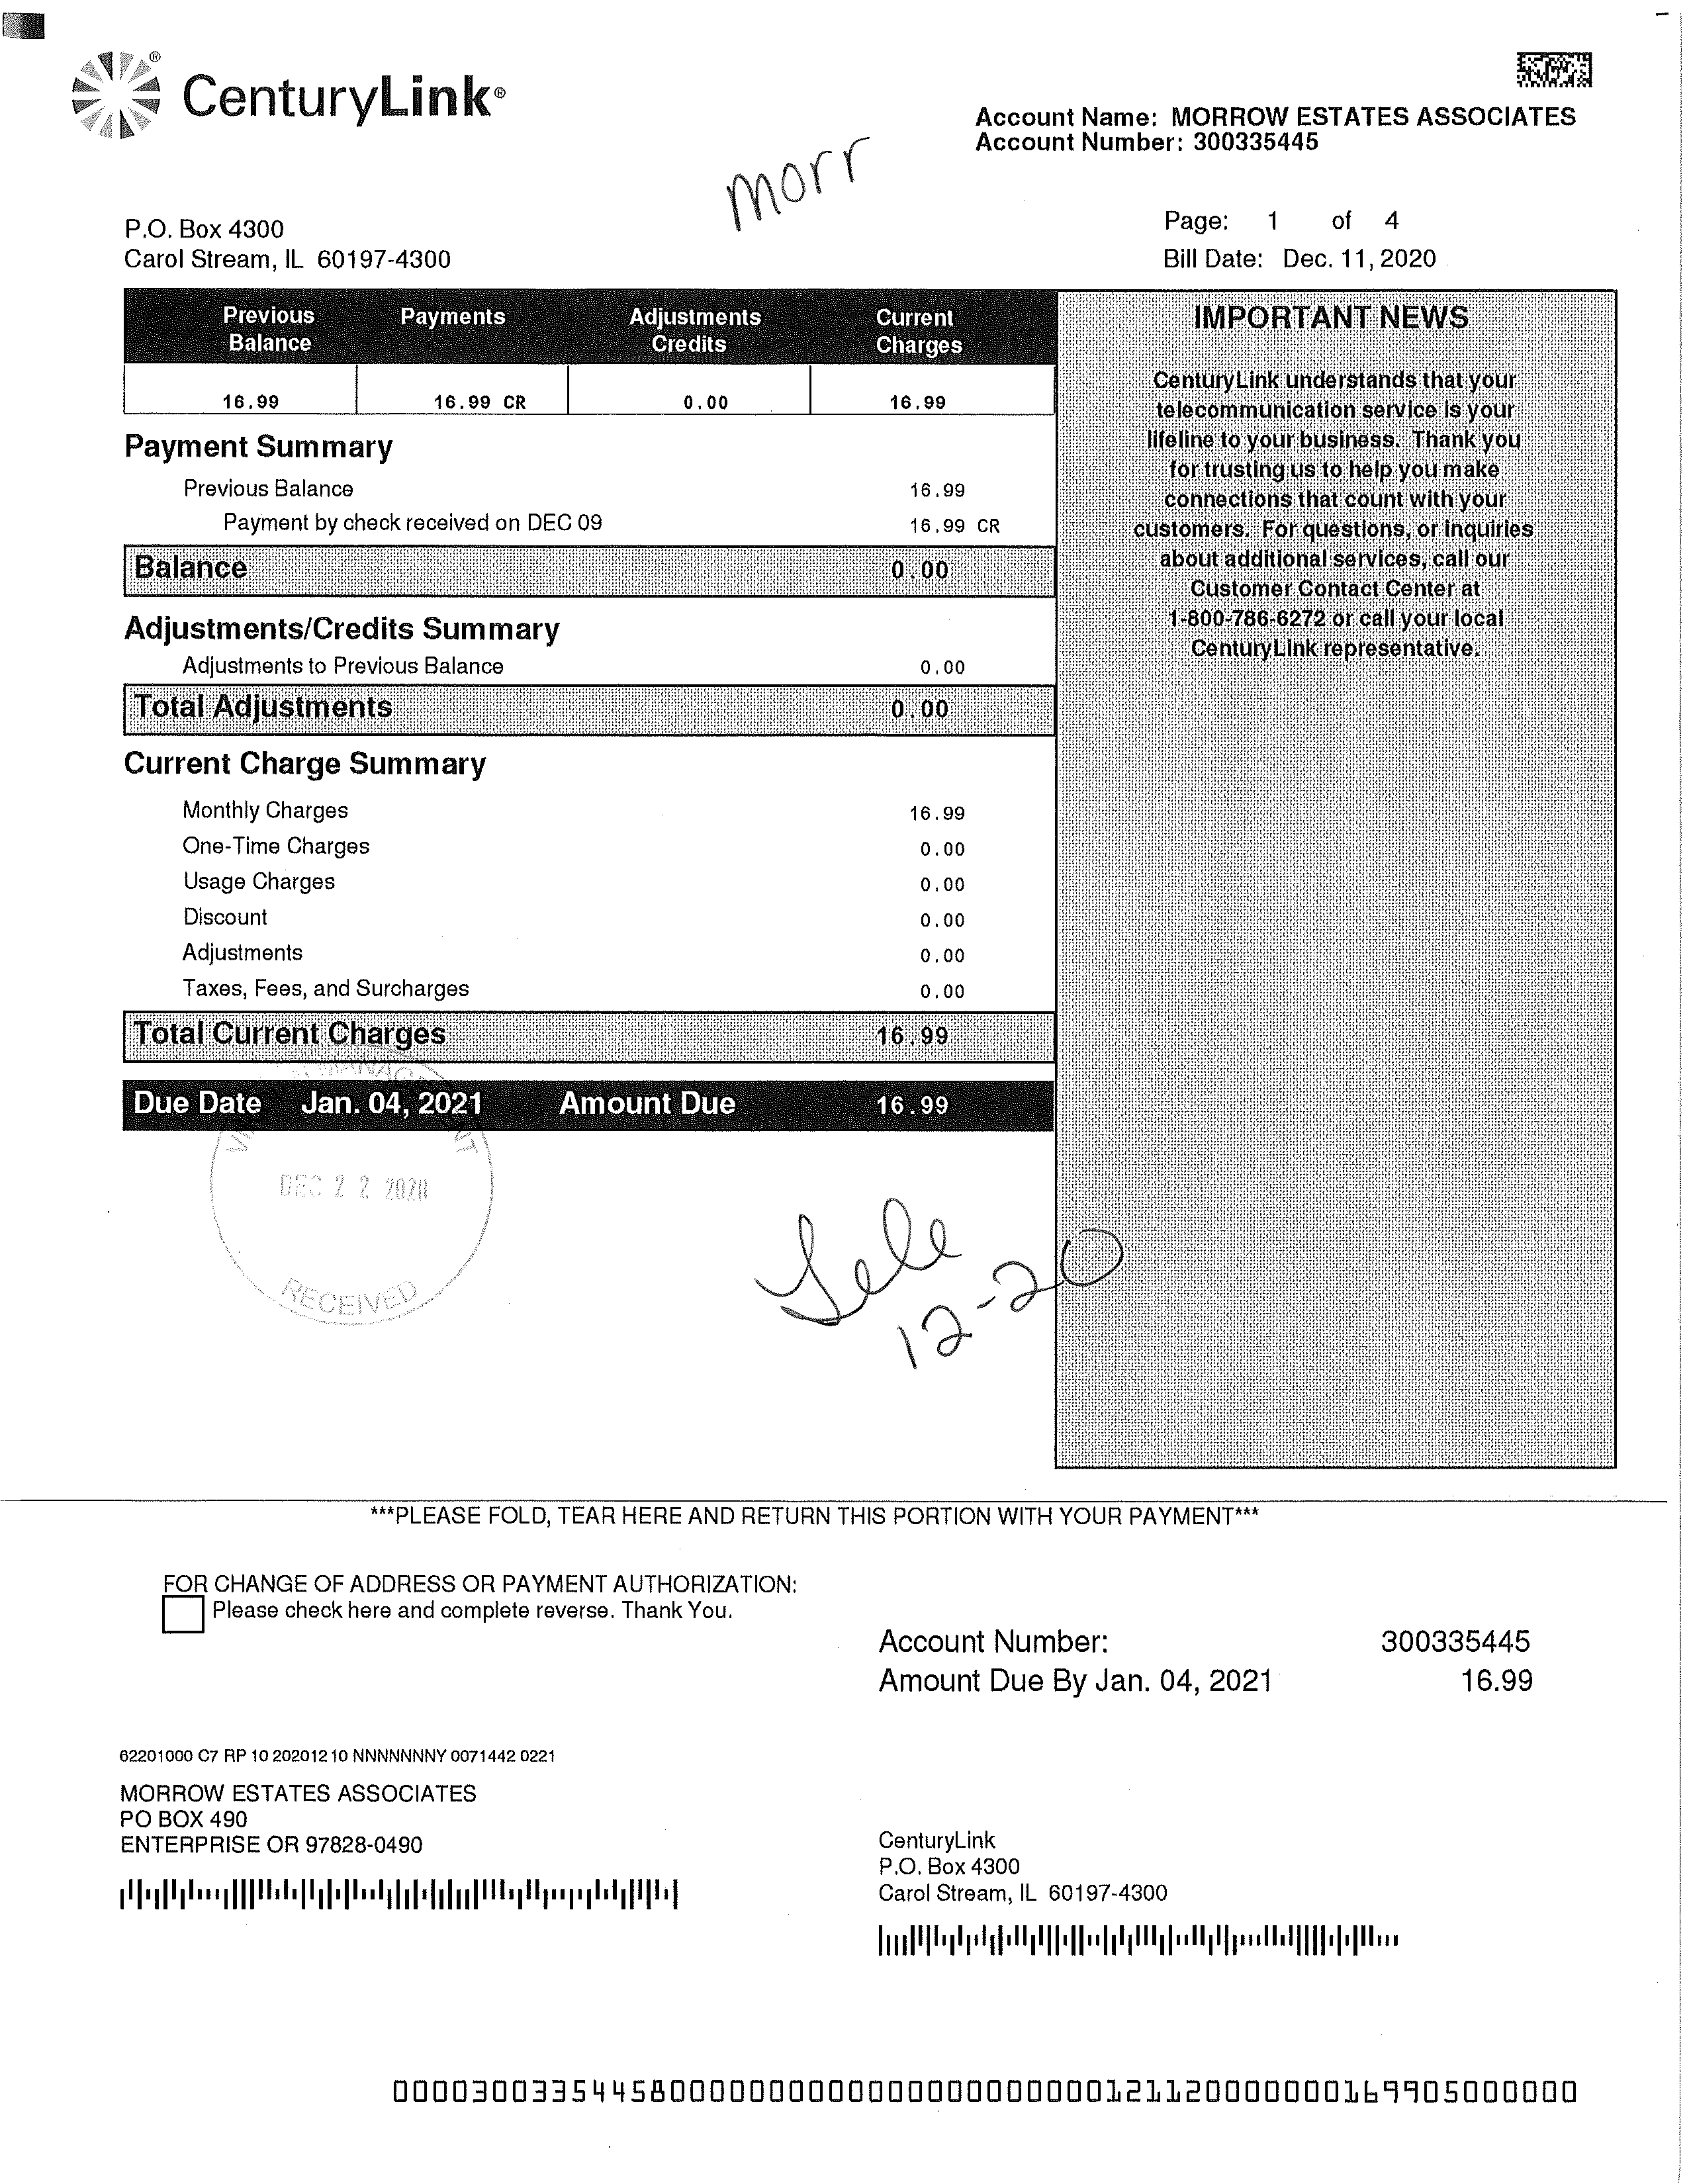 CenturyLink®
Account Name: MORROW ESTATES ASSOCIATES
Account Number: 300335445
morr
P.O. Box 4300
Carol Stream, IL 60197-4300
Page: 1 of 4
Bill Date: Dec. 11, 2020
Previous Balance Payments Adjustments Credits Current Charges
16.99 16.99 CR 0.00 16.99
Payment Summary
Previous Balance 16.99
Payment by check received on DEC 09 16.99 CR
Balance 0.00
Adjustments/Credits Summary
Adjustments to Previous Balance 0.00
Total Adjustments 0.00
Current Charge Summary
Monthly Charges 16.99
One-Time Charges 0.00
Usage Charges 0.00
Discount 0.00
Adjustments 0.00
Taxes, Fees, and Surcharges 0.00
Total Current Charges 16.99
Due Date Jan. 04, 2021 Amount Due 16.99
IMPORTANT NEWS
CenturyLink understands that your
telecommunication service is your
lifeline to your business. Thank you
for trusting us to help you make
connections that count with your
customers. For questions, or inquiries
about additional services, call our
Customer Contact Center at
1-800-786-6272 or call your local
CenturyLink representative.
MANAGEMENT
DEC 22 2020
RECEIVED
Tele
12-20
***PLEASE FOLD, TEAR HERE AND RETURN THIS PORTION WITH YOUR PAYMENT***
FOR CHANGE OF ADDRESS OR PAYMENT AUTHORIZATION:
Please check here and complete reverse. Thank You.
Account Number: 300335445
Amount Due By Jan. 04, 2021 16.99
62201000 C7 RP 10 20201210 NNNNNNNY 0071442 0221
MORROW ESTATES ASSOCIATES
PO BOX 490
ENTERPRISE OR 97828-0490
CenturyLink
P.O. Box 4300
Carol Stream, IL 60197-4300